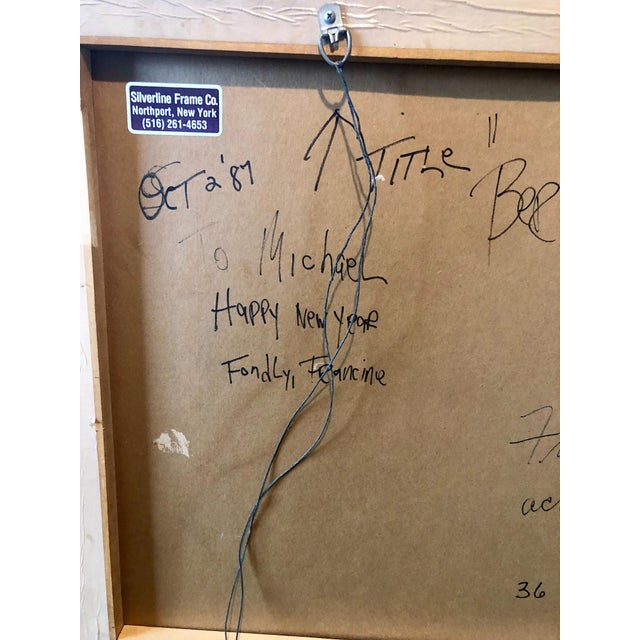 Silverline Frame Co.
Northport, New York
(516) 261-4653
TITLE "
OCT 2 '87
To Michael
Happy New Year
Fondly, Francine
36